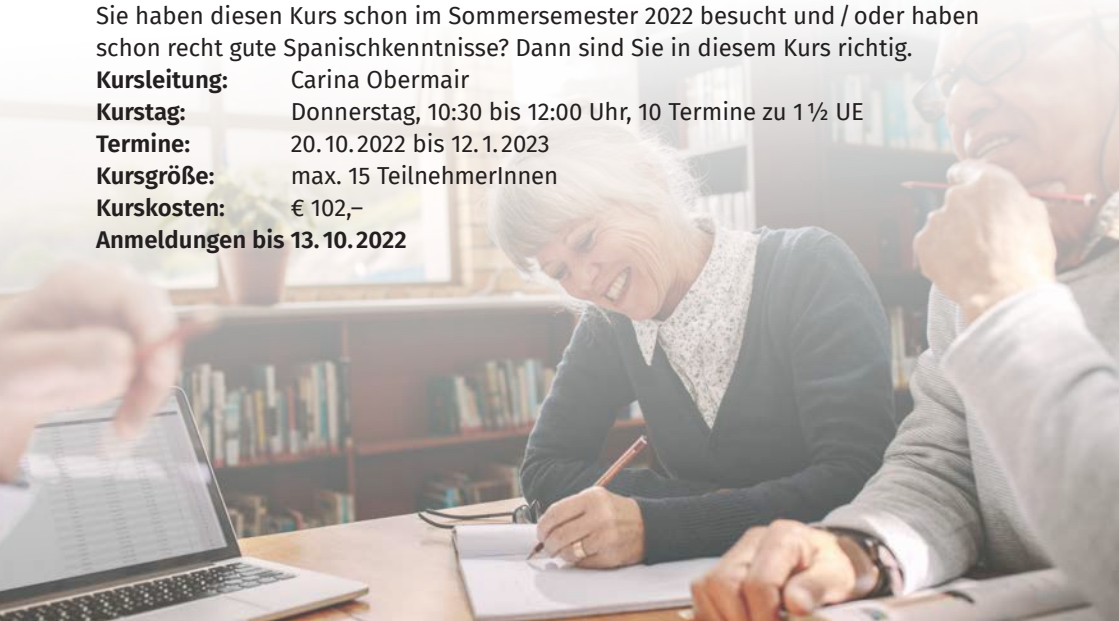 Sie haben diesen Kurs schon im Sommersemester 2022 besucht und / oder haben
schon recht gute Spanischkenntnisse? Dann sind Sie in diesem Kurs richtig.
Kursleitung: Carina Obermair
Kurstag: Donnerstag, 10:30 bis 12:00 Uhr, 10 Termine zu 1 ½ UE
Termine: 20. 10. 2022 bis 12. 1. 2023
Kursgröße: max. 15 TeilnehmerInnen
Kurskosten: € 102,–
Anmeldungen bis 13. 10. 2022